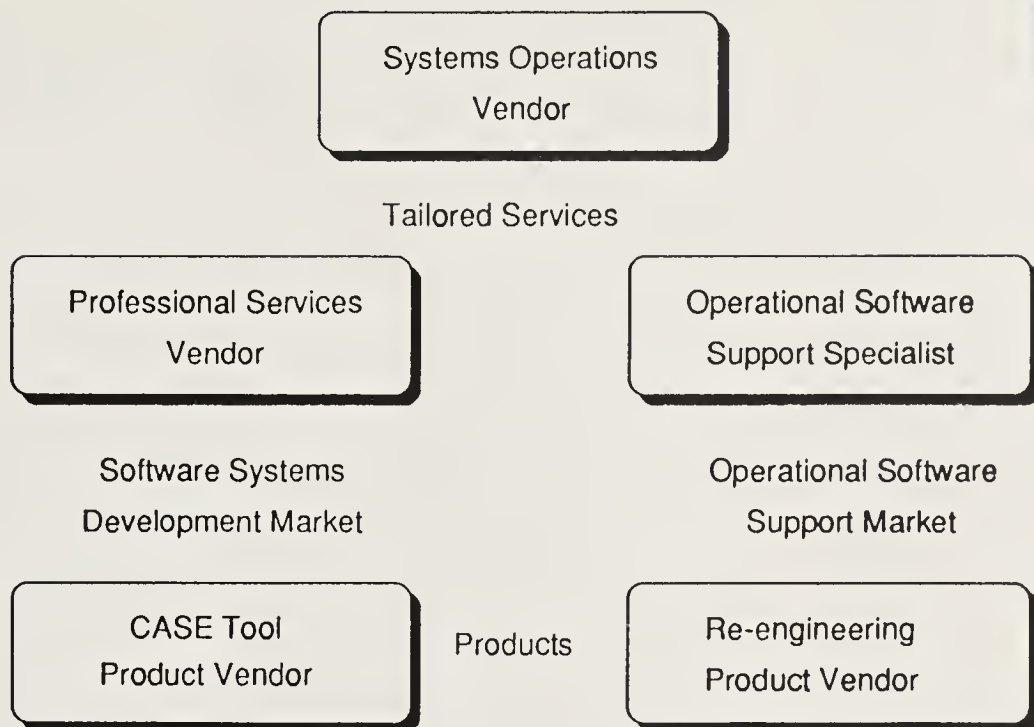 Systems Operations
Vendor
Tailored Services
Professional Services
Vendor
Operational Software
Support Specialist
Software Systems
Development Market
Operational Software
Support Market
CASE Tool
Product Vendor
Products
Re-engineering
Product Vendor